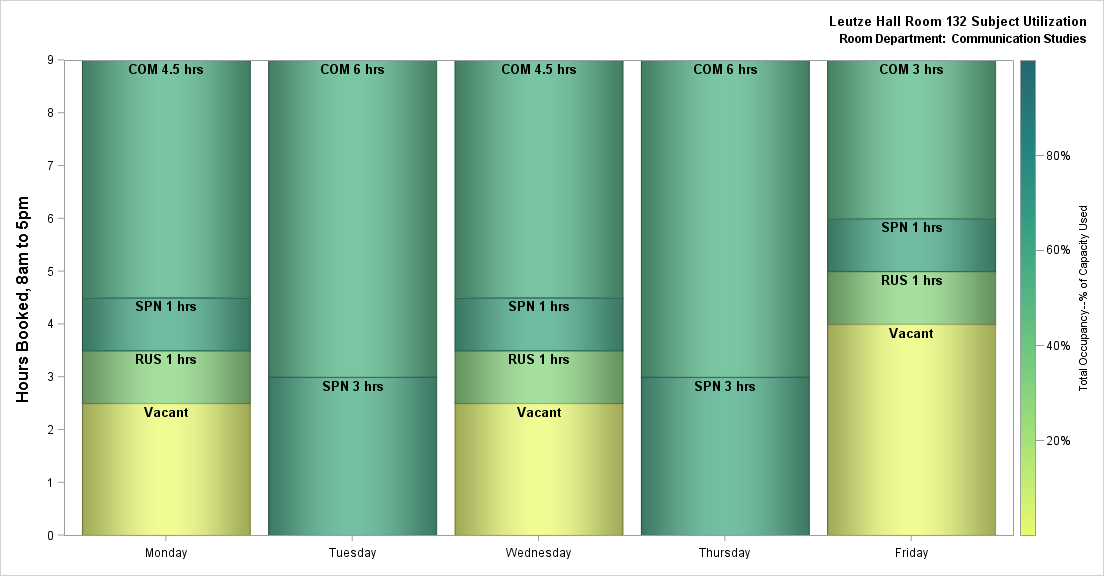 Leutze Hall Room 132 Subject Utilization
Room Department: Communication Studies
Hours Booked, 8am to 5pm
9
8
7
6
5
4
3
2
1
0
COM 4.5 hrs
SPN 1 hrs
RUS 1 hrs
Vacant
COM 6 hrs
SPN 3 hrs
COM 4.5 hrs
SPN 1 hrs
RUS 1 hrs
Vacant
COM 6 hrs
SPN 3 hrs
COM 3 hrs
SPN 1 hrs
RUS 1 hrs
Vacant
Monday
Tuesday
Wednesday
Thursday
Friday
80%
60%
40%
20%
Total Occupancy--% of Capacity Used